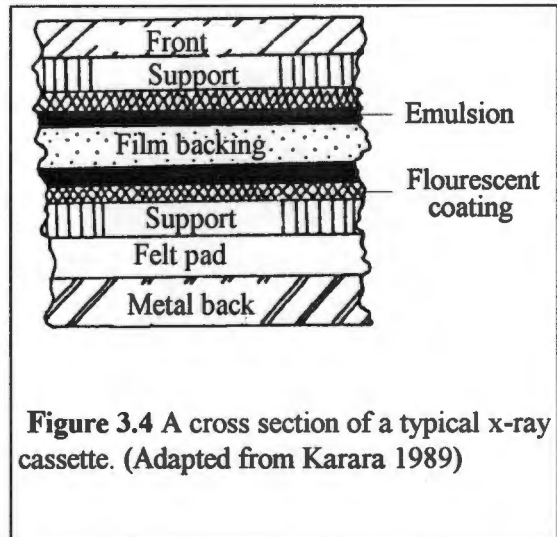 Front
Support
Emulsion
Film backing
Flourescent
coating
Support
Felt pad
Metal back
Figure 3.4 A cross section of a typical x-ray
cassette. (Adapted from Karara 1989)